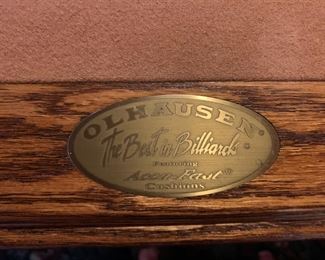 OLHAUSEN®
The Best in Billiards®
Featuring
Accu-Fast®
Cushions